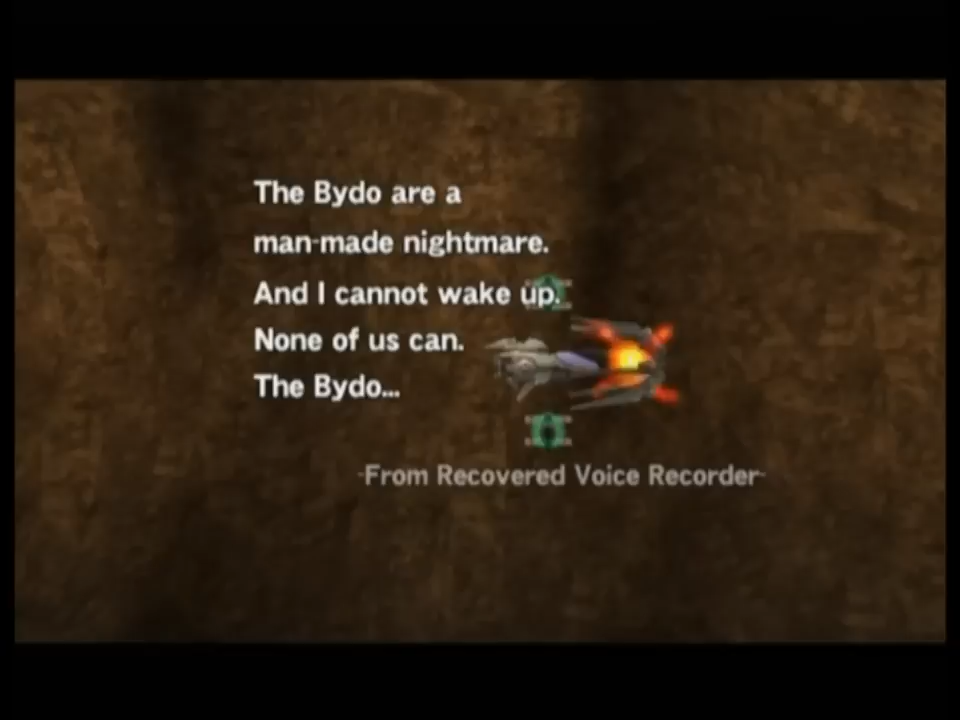 The Bydo are a
man-made nightmare.
And I cannot wake up.
None of us can.
The Bydo...
-From Recovered Voice Recorder-